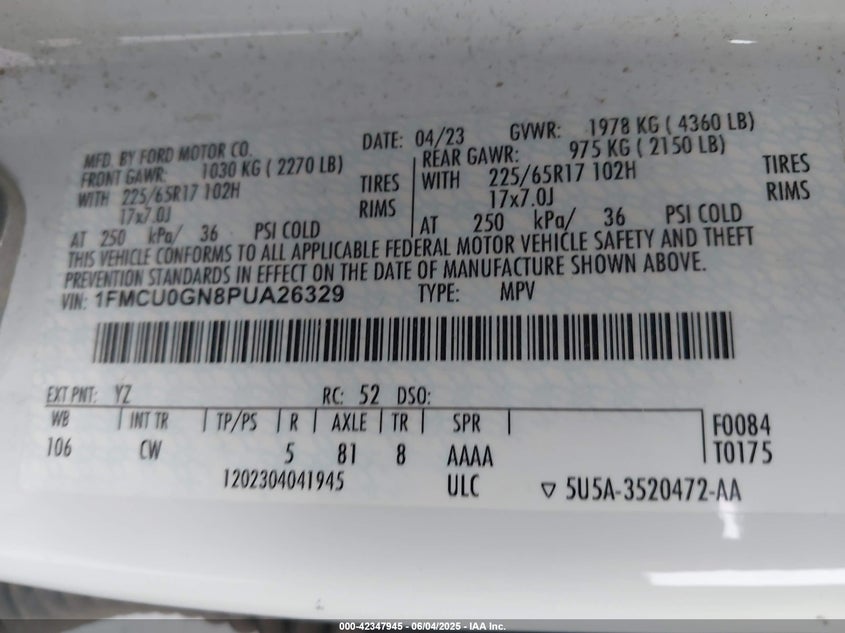 MFD. BY FORD MOTOR CO. DATE: 04/23 GVWR: 1978 KG ( 4360 LB)
FRONT GAWR: 1030 KG ( 2270 LB) REAR GAWR: 975 KG ( 2150 LB)
WITH 225/65R17 102H TIRES WITH 225/65R17 102H TIRES
17x7.0J RIMS 17x7.0J RIMS
AT 250 kPa/ 36 PSI COLD AT 250 kPa/ 36 PSI COLD
THIS VEHICLE CONFORMS TO ALL APPLICABLE FEDERAL MOTOR VEHICLE SAFETY AND THEFT
PREVENTION STANDARDS IN EFFECT ON THE DATE OF MANUFACTURE SHOWN ABOVE.
VIN: 1FMCU0GN8PUA26329 TYPE: MPV
EXT PNT: YZ RC: 52 DSO:
WB INT TR TP/PS R AXLE TR SPR F0084
106 CW 5 81 8 AAAA T0175
1202304041945 ULC ▽ 5U5A-3520472-AA
000-42347945 - 06/04/2025 - IAA Inc.